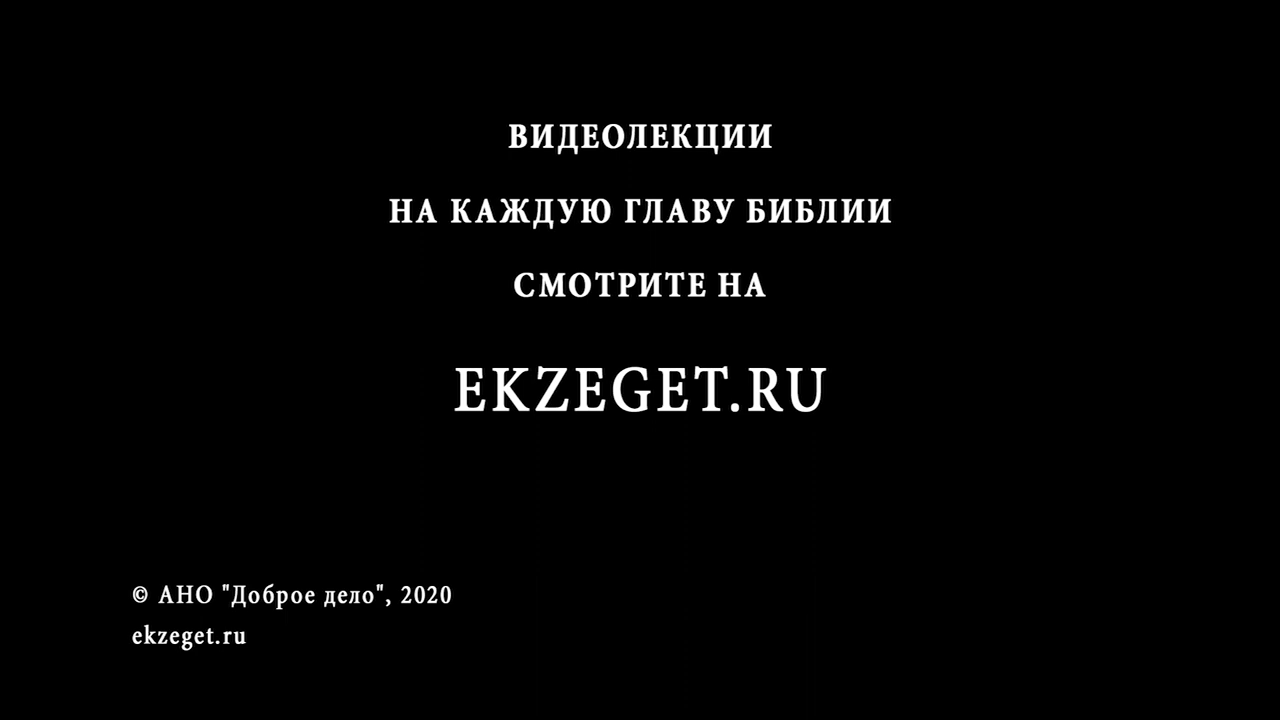 ВИДЕОЛЕКЦИИ
НА КАЖДУЮ ГЛАВУ БИБЛИИ
СМОТРИТЕ НА
EKZEGET.RU
© АНО "Доброе дело", 2020
ekzeget.ru